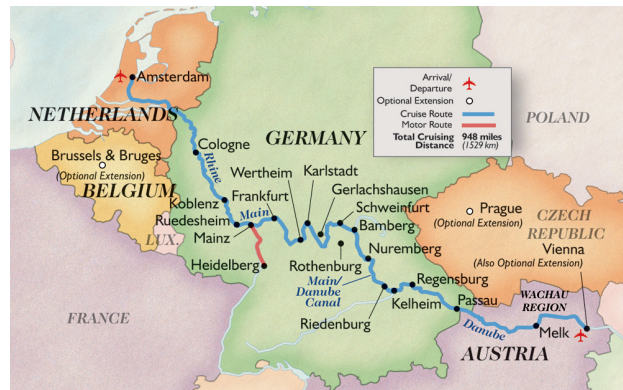 Amsterdam
NETHERLANDS
Arrival/
Departure
Optional Extension
Cruise Route
Motor Route
Total Cruising 948 miles
Distance (1529 km)
POLAND
GERMANY
Cologne
Rhine
Brussels & Bruges
(Optional Extension)
BELGIUM
Wertheim
Karlstadt
Gerlachshausen
Koblenz
Frankfurt
Schweinfurt
Ruedesheim
Main
Bamberg
Mainz
LUX.
Prague
(Optional Extension)
CZECH
REPUBLIC
Vienna
(Also Optional Extension)
Heidelberg
Rothenburg
Nuremberg
Main/
Danube
Canal
Regensburg
Kelheim
Riedenburg
Passau
WACHAU
REGION
FRANCE
Danube
Melk
AUSTRIA